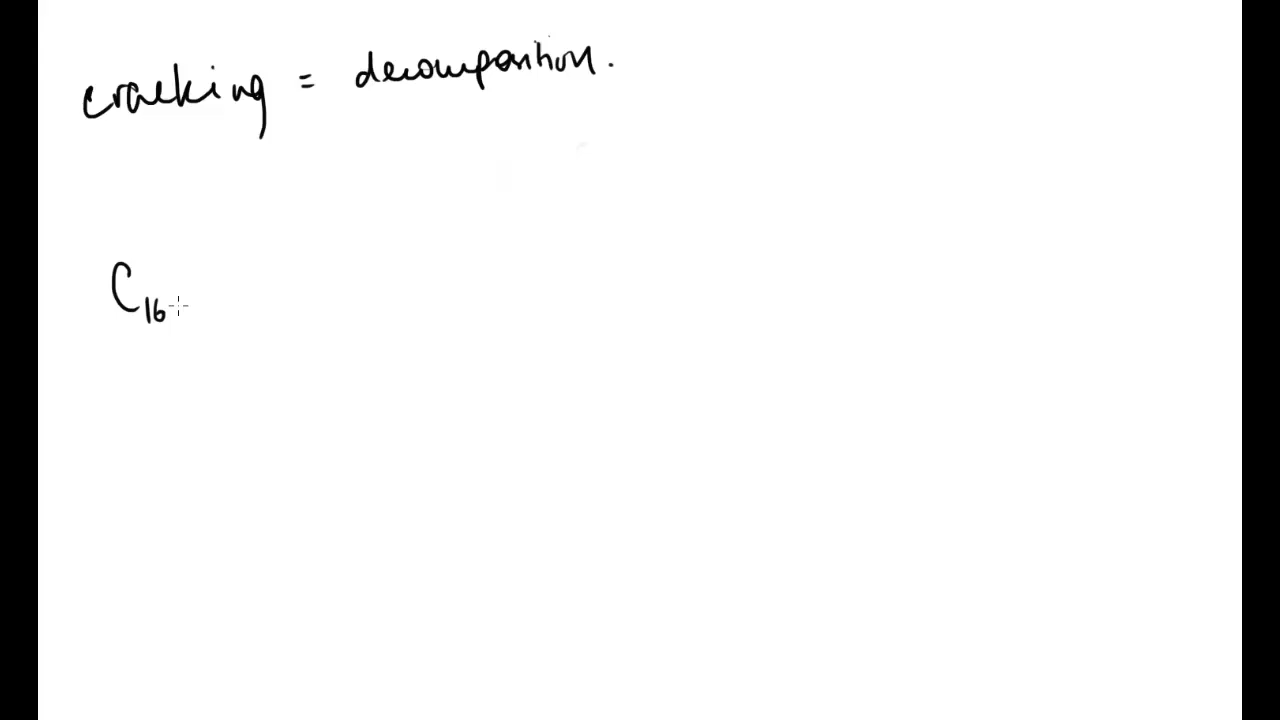 cracking = decomposition.
C₁₆